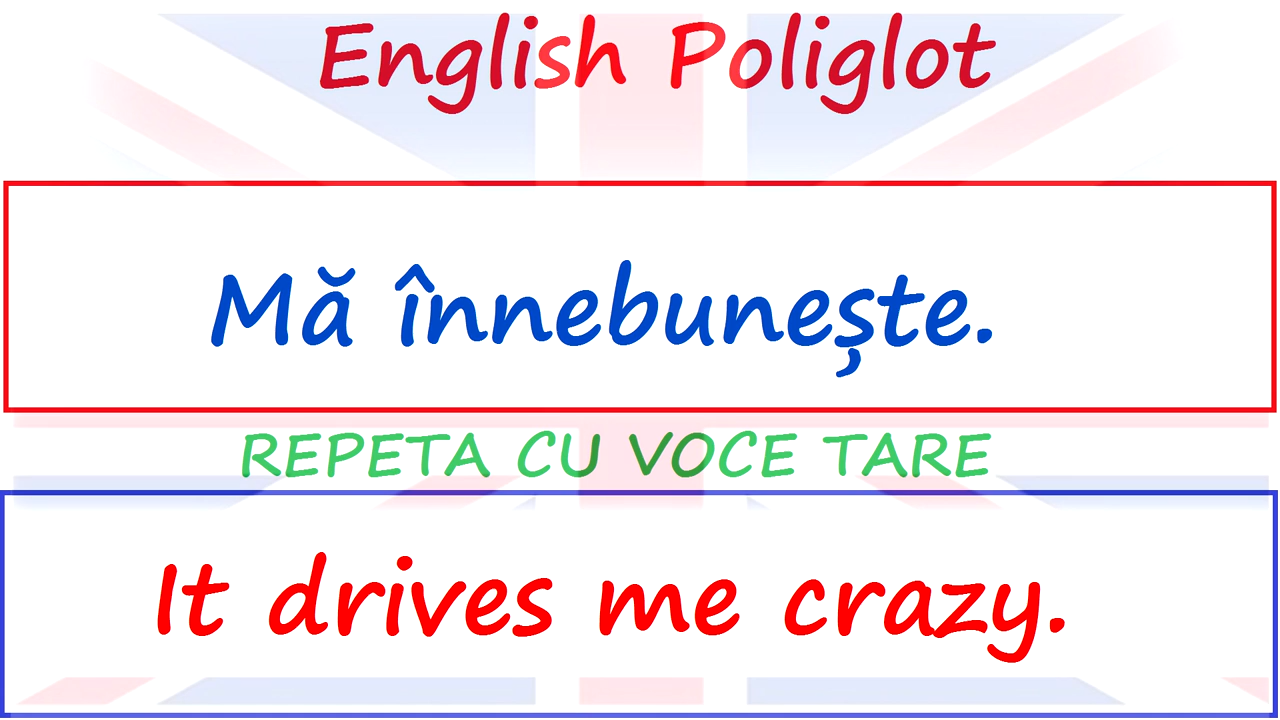 English Poliglot
Mă înnebunește.
REPETA CU VOCE TARE
It drives me crazy.